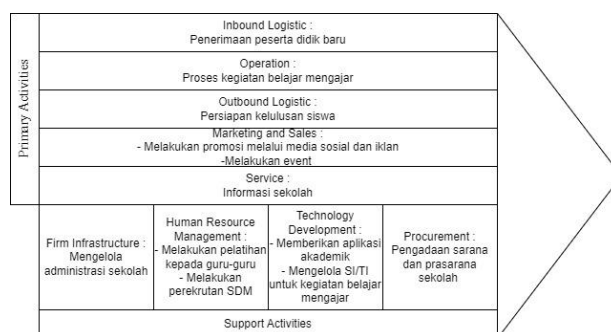 Primary Activities
Inbound Logistic :
Penerimaan peserta didik baru
Operation :
Proses kegiatan belajar mengajar
Outbound Logistic :
Persiapan kelulusan siswa
Marketing and Sales :
- Melakukan promosi melalui media sosial dan iklan
-Melakukan event
Service :
Informasi sekolah
Firm Infrastructure :
Mengelola
administrasi sekolah
Human Resource
Management :
- Melakukan pelatihan
kepada guru-guru
- Melakukan
perekrutan SDM
Technology
Development :
- Memberikan aplikasi
akademik
- Mengelola SI/TI
untuk kegiatan belajar
mengajar
Procurement :
Pengadaan sarana
dan prasarana
sekolah
Support Activities